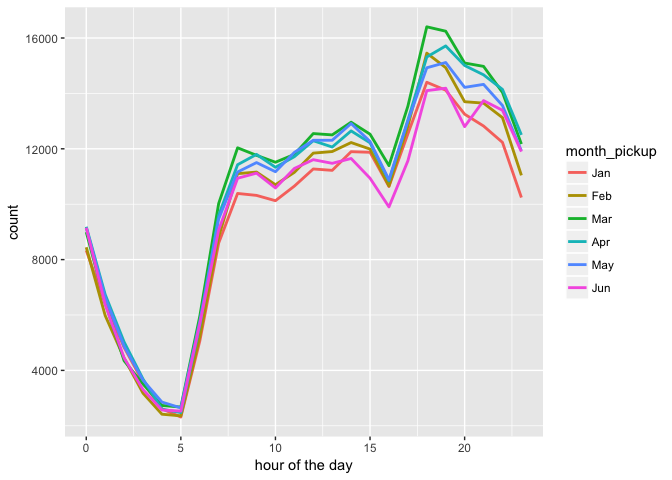 16000
12000
8000
4000
count
0
5
10
15
20
hour of the day
month_pickup
Jan
Feb
Mar
Apr
May
Jun